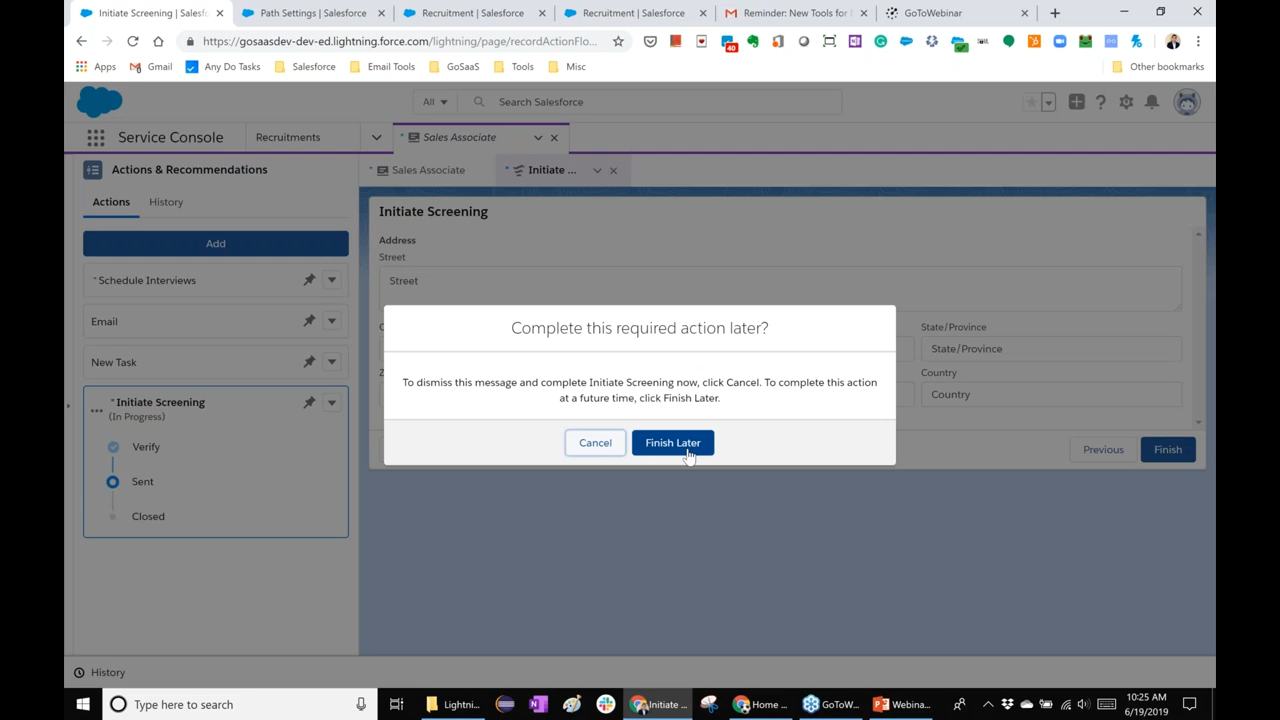 Initiate Screening | Salesfo
Path Settings | Salesforce
Recruitment | Salesforce
Recruitment | Salesforce
Reminder: New Tools for
GoToWebinar
https://gosaasdev-dev-ed.lightning.force.com/lightning/page/recordActionFlo...
40
Apps
Gmail
Any Do Tasks
Salesforce
Email Tools
GoSaaS
Tools
Misc
Other bookmarks
All
Search Salesforce
Service Console
Recruitments
* Sales Associate
Actions & Recommendations
* Sales Associate
* Initiate ...
Actions
History
Initiate Screening
Add
Address
Street
Street
* Schedule Interviews
Email
New Task
State/Province
State/Province
Country
Country
Complete this required action later?
To dismiss this message and complete Initiate Screening now, click Cancel. To complete this action
at a future time, click Finish Later.
Cancel
Finish Later
* Initiate Screening
(In Progress)
Verify
Sent
Closed
Previous
Finish
History
Type here to search
Lightni...
Initiate ...
Home ...
GoToW...
Webina...
10:25 AM
6/19/2019